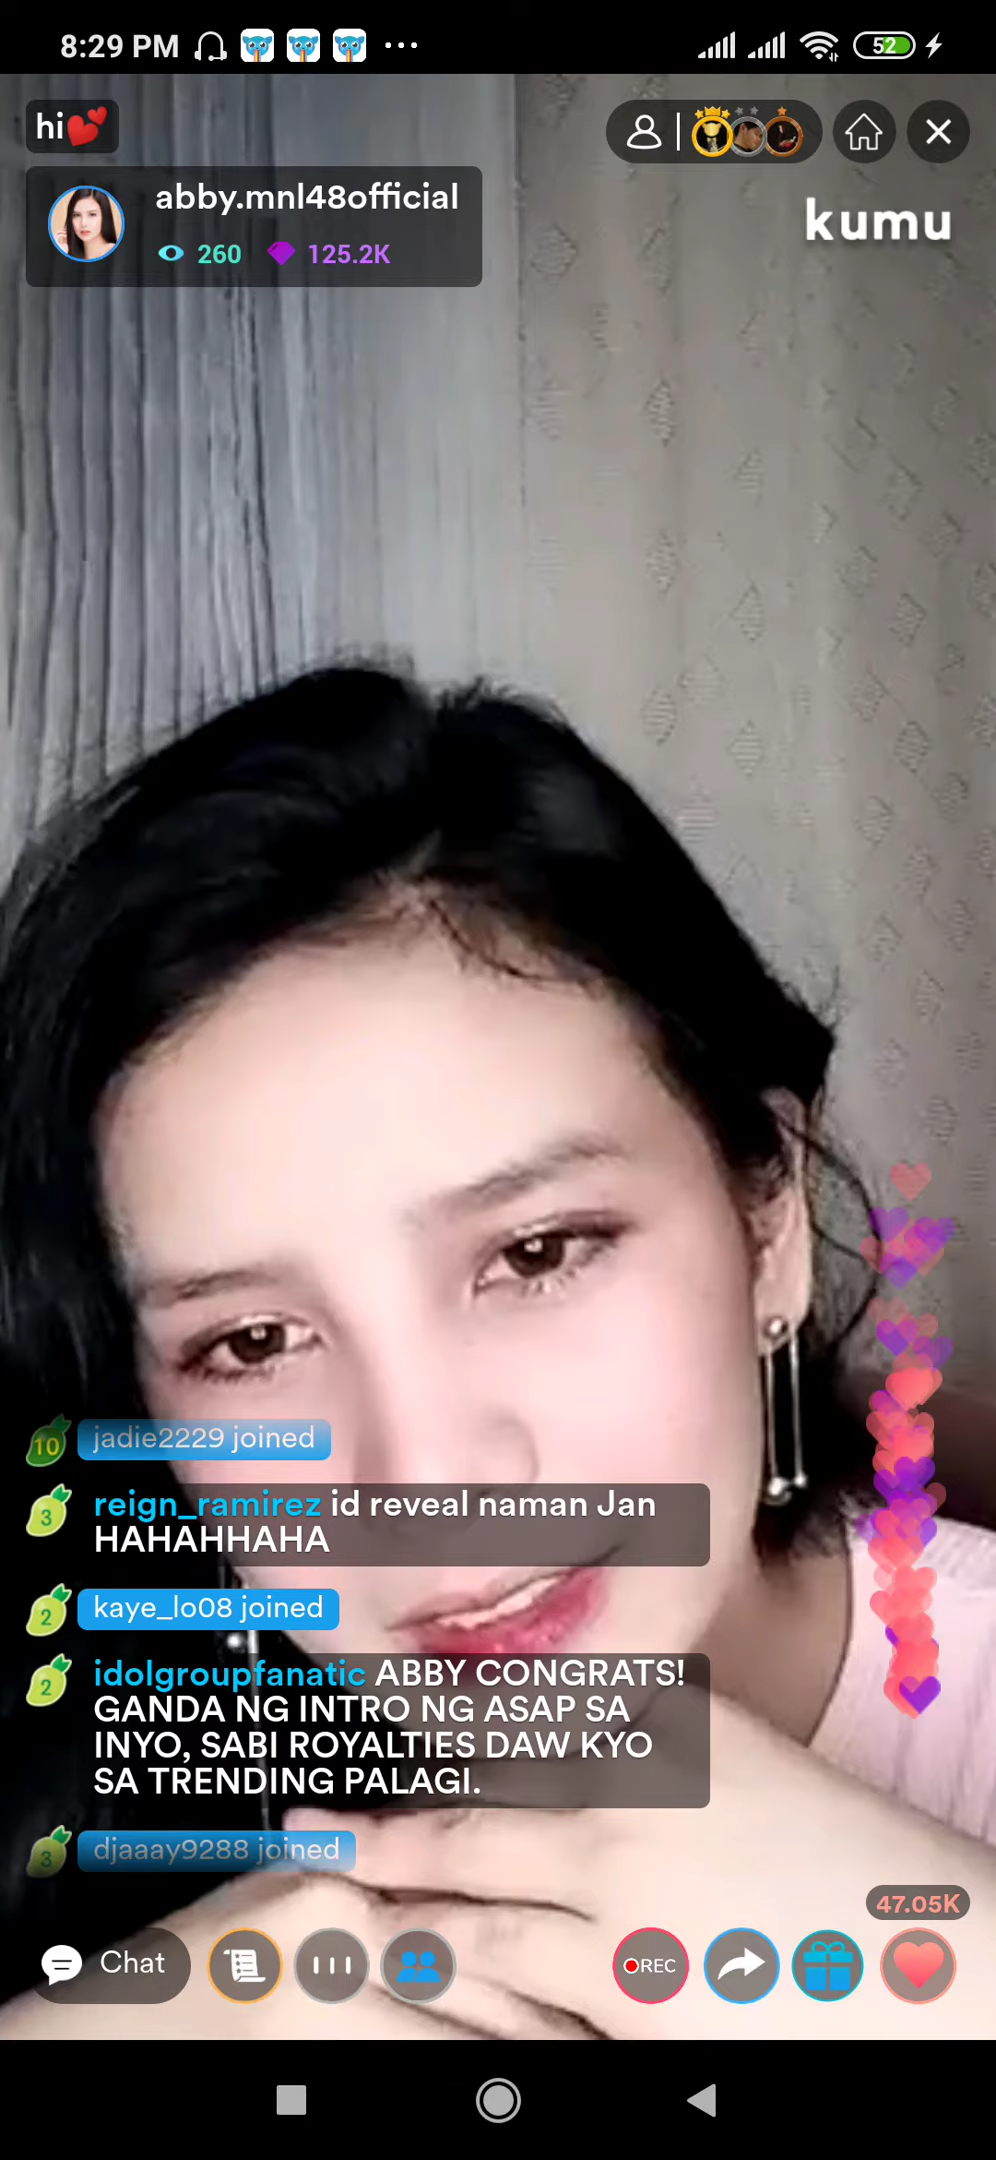 8:29 PM
52
hi💕
abby.mnl48official
260 125.2K
kumu
10 jadie2229 joined
3 reign_ramirez id reveal naman Jan
HAHAHHAHA
2 kaye_lo08 joined
2 idolgroupfanatic ABBY CONGRATS!
GANDA NG INTRO NG ASAP SA
INYO, SABI ROYALTIES DAW KYO
SA TRENDING PALAGI.
3 djaaay9288 joined
47.05K
Chat
REC